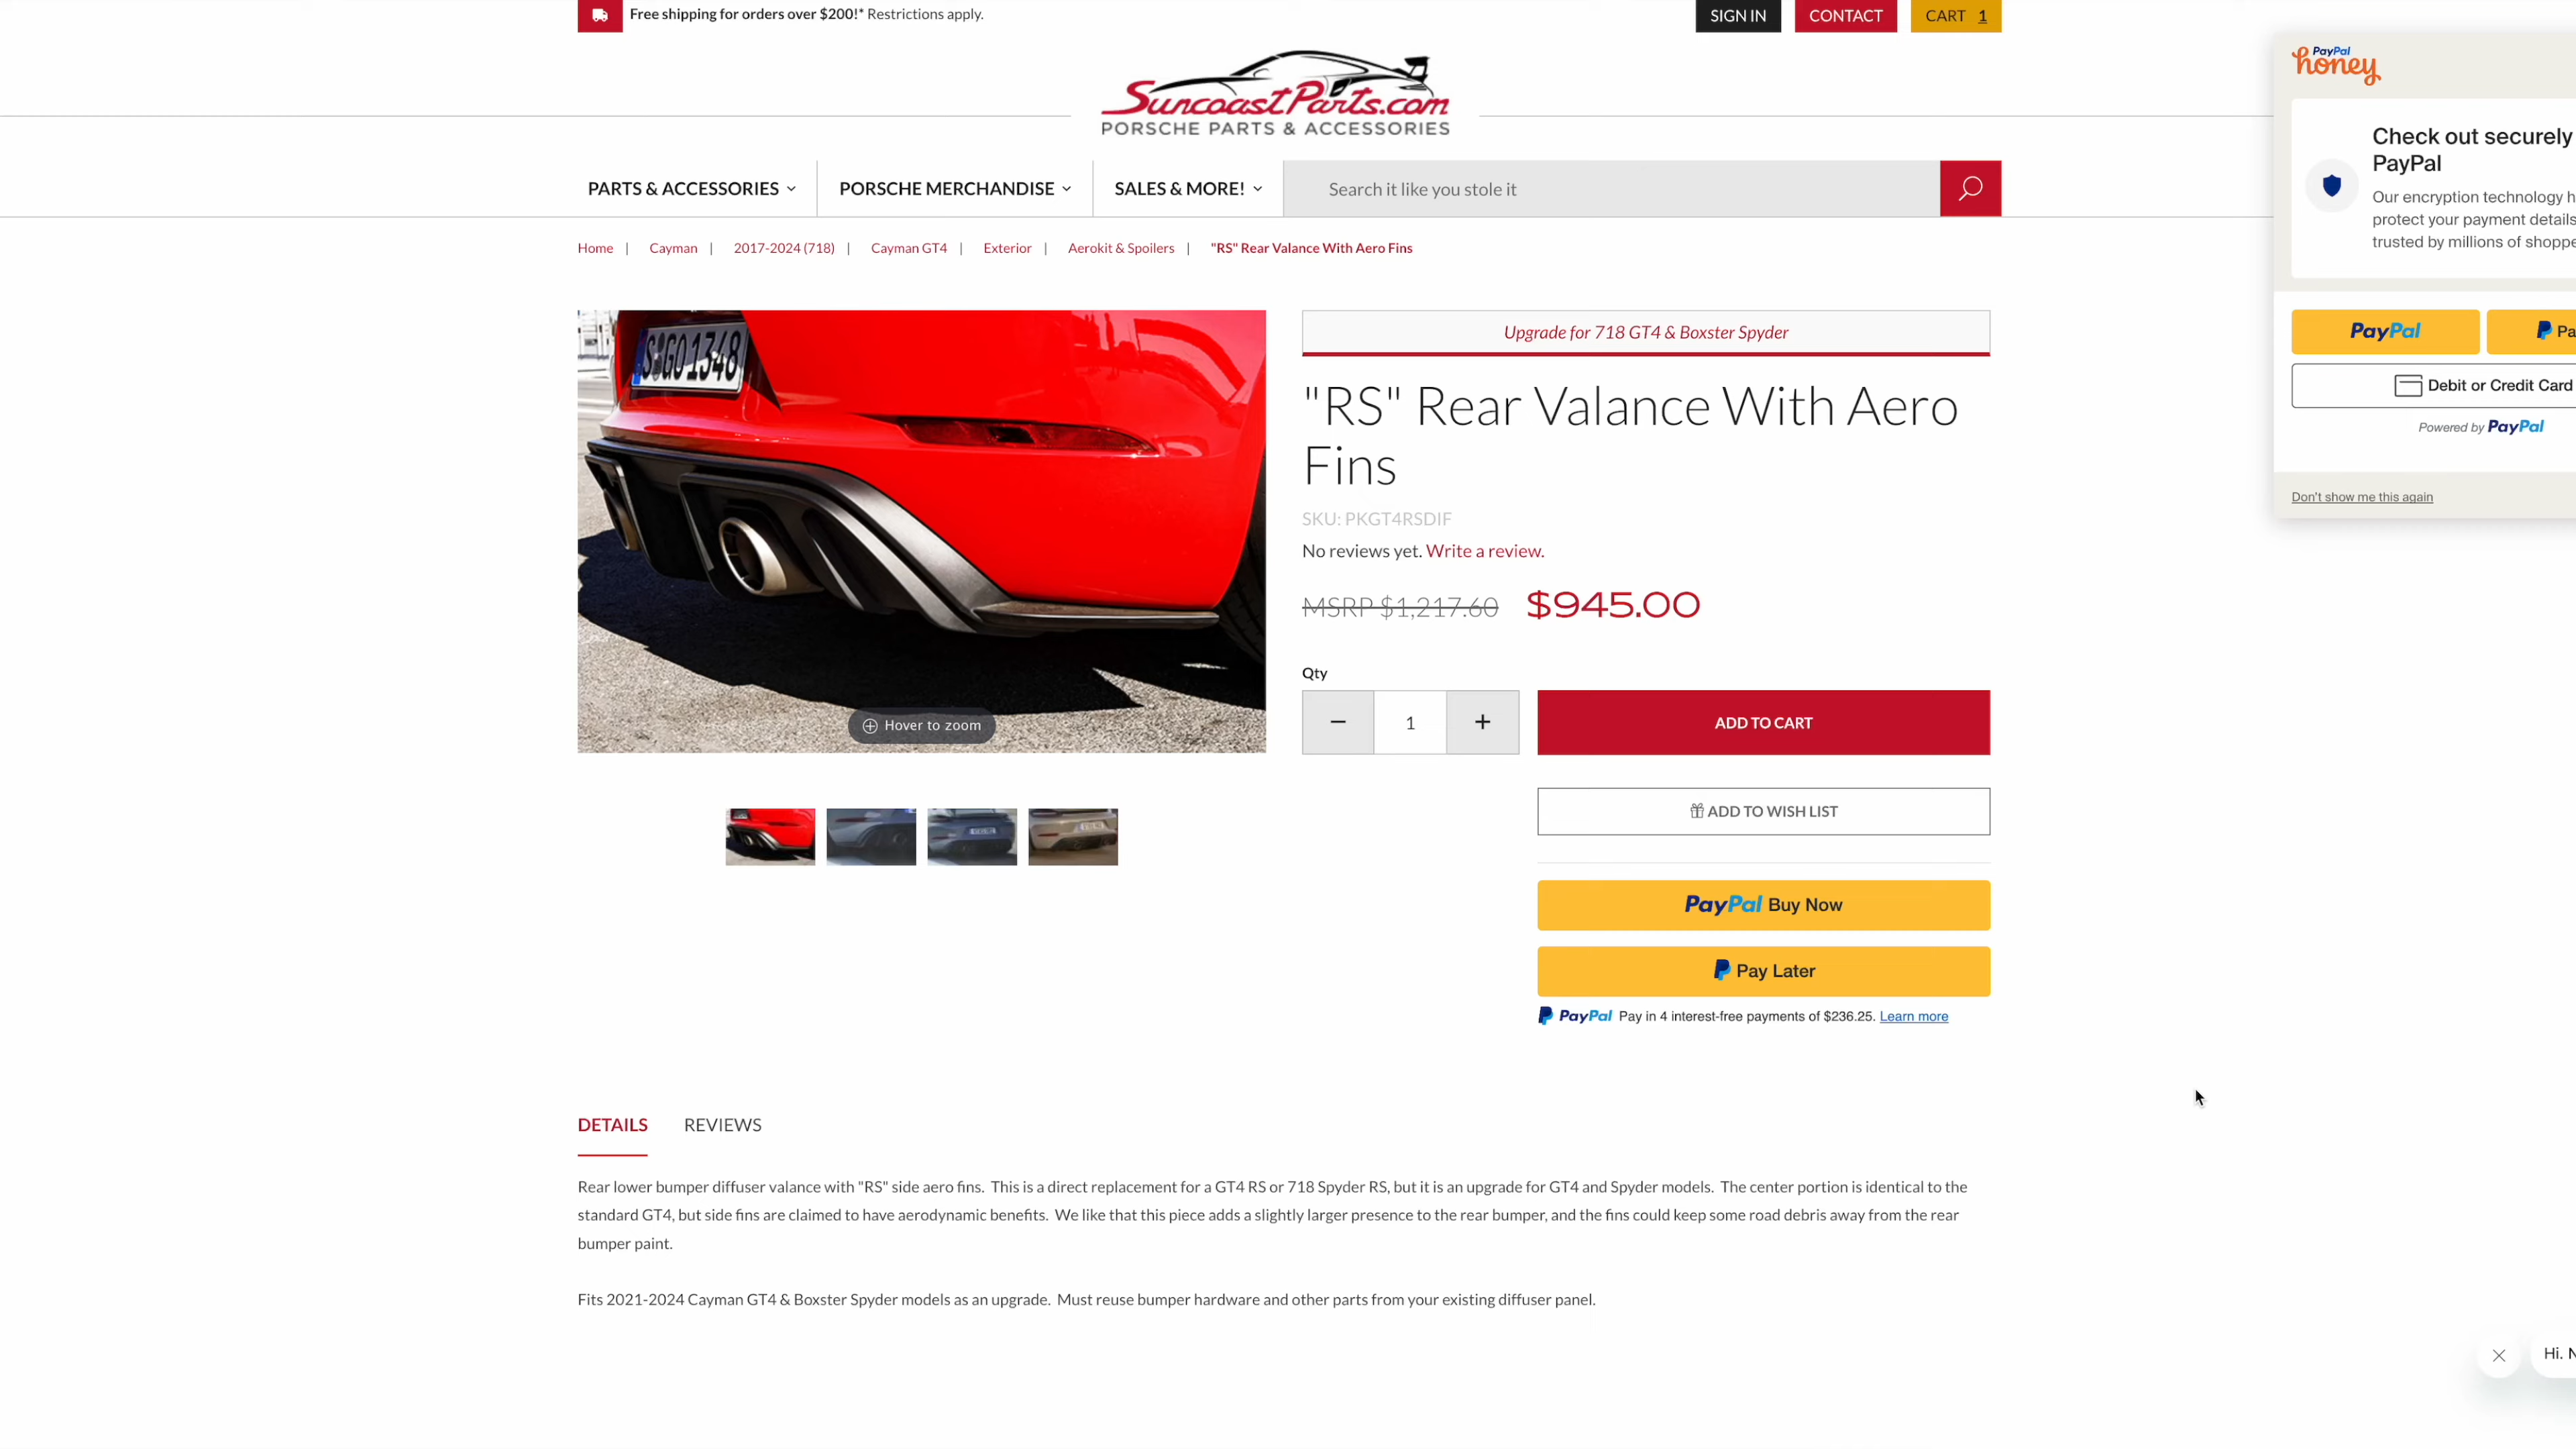 Free shipping for orders over $200!* Restrictions apply.
SIGN IN
CONTACT
CART 1
SuncoastParts.com
PORSCHE PARTS & ACCESSORIES
PARTS & ACCESSORIES
PORSCHE MERCHANDISE
SALES & MORE!
Search it like you stole it
Home | Cayman | 2017-2024 (718) | Cayman GT4 | Exterior | Aerokit & Spoilers | "RS" Rear Valance With Aero Fins
S GO 1348
Hover to zoom
Upgrade for 718 GT4 & Boxster Spyder
"RS" Rear Valance With Aero
Fins
SKU: PKGT4RSDIF
No reviews yet. Write a review.
MSRP $1,217.60 $945.00
Qty
− 1 +
ADD TO CART
ADD TO WISH LIST
PayPal Buy Now
Pay Later
PayPal Pay in 4 interest-free payments of $236.25. Learn more
DETAILS
REVIEWS
Rear lower bumper diffuser valance with "RS" side aero fins. This is a direct replacement for a GT4 RS or 718 Spyder RS, but it is an upgrade for GT4 and Spyder models. The center portion is identical to the
standard GT4, but side fins are claimed to have aerodynamic benefits. We like that this piece adds a slightly larger presence to the rear bumper, and the fins could keep some road debris away from the rear
bumper paint.
Fits 2021-2024 Cayman GT4 & Boxster Spyder models as an upgrade. Must reuse bumper hardware and other parts from your existing diffuser panel.
PayPal
honey
Check out securely
PayPal
Our encryption technology h
protect your payment details
trusted by millions of shoppe
PayPal
Pa
Debit or Credit Card
Powered by PayPal
Don't show me this again
Hi. N